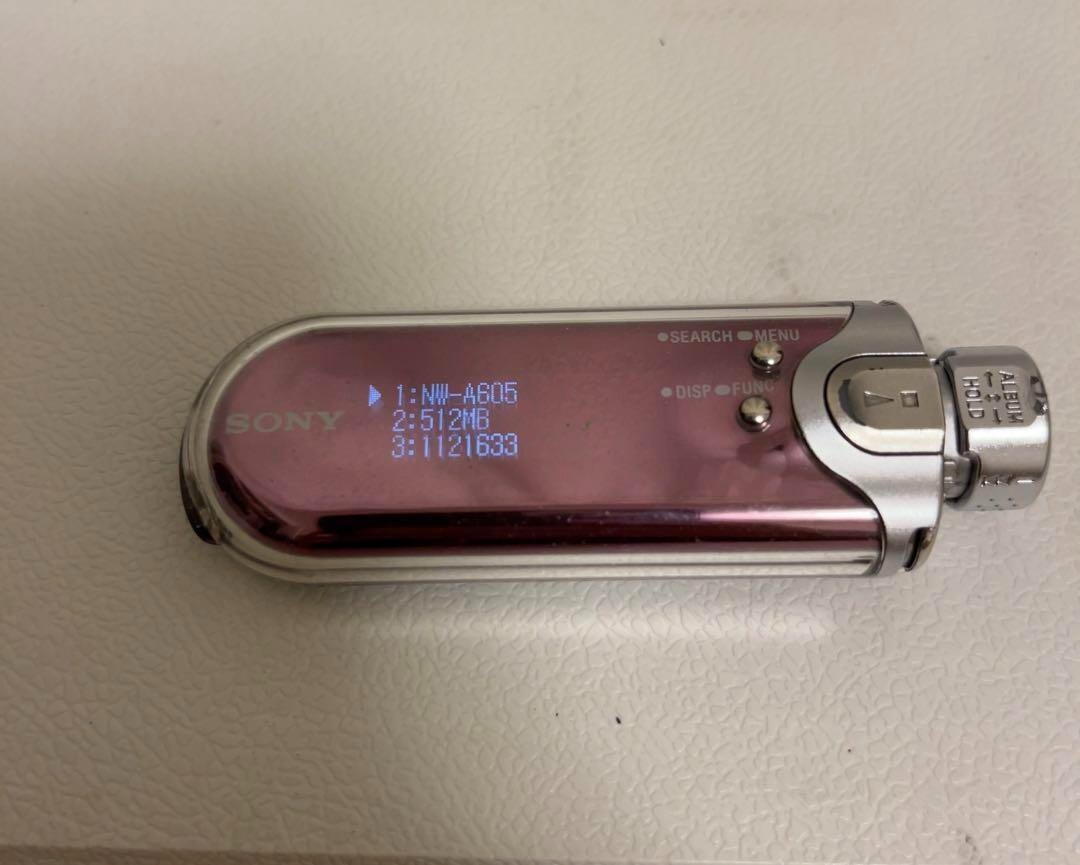 SONY
1:NW-A605
2:512MB
3:1121633
SEARCH MENU
DISP FUNC
ALBUM
HOLD